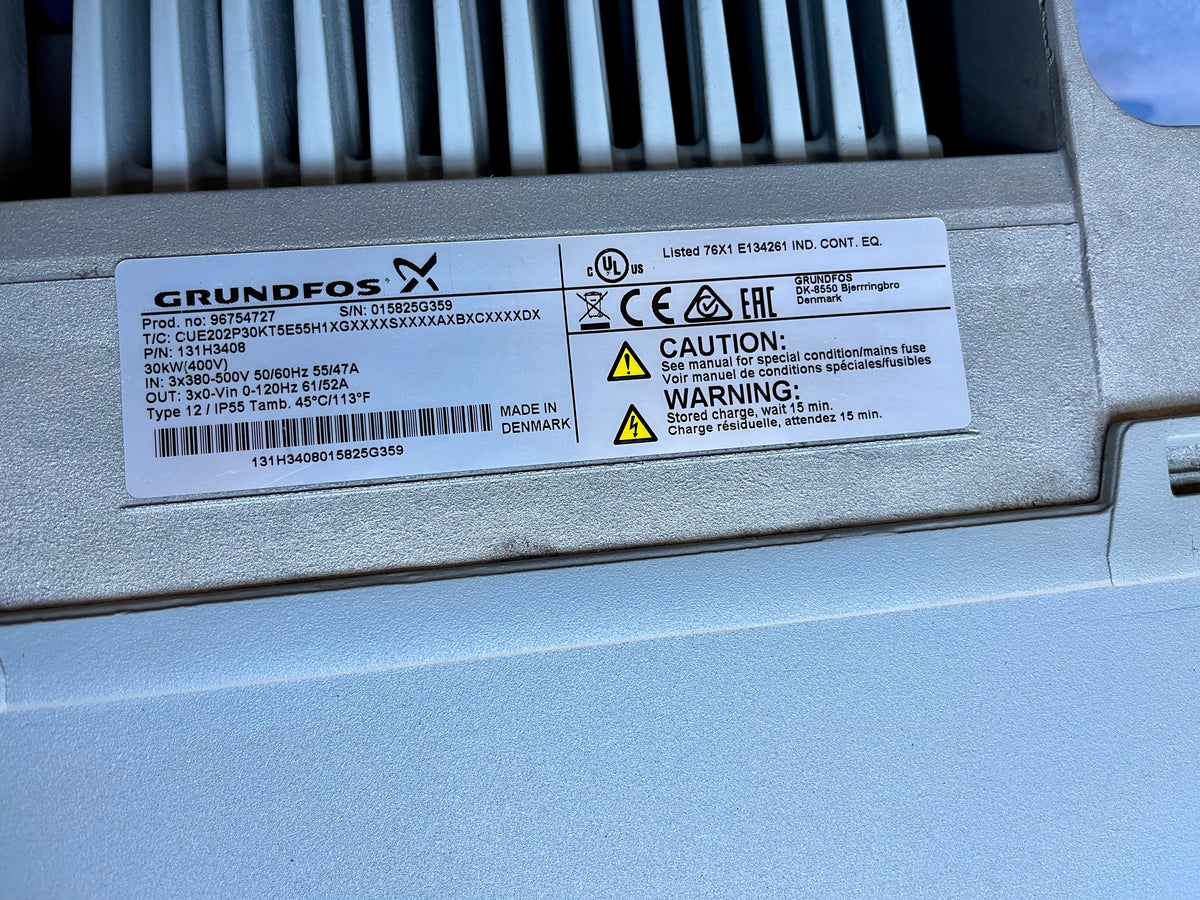 GRUNDFOS
Prod. no: 96754727 S/N: 015825G359
T/C: CUE202P30KT5E55H1XGXXXXSXXXXAXBXCXXXXDX
P/N: 131H3408
30kW(400V)
IN: 3x380-500V 50/60Hz 55/47A
OUT: 3x0-Vin 0-120Hz 61/52A
Type 12 / IP55 Tamb. 45°C/113°F
MADE IN
DENMARK
131H3408015825G359
C UL US
Listed 76X1 E134261 IND. CONT. EQ.
CE EAC
GRUNDFOS
DK-8550 Bjerrringbro
Denmark
CAUTION:
See manual for special condition/mains fuse
Voir manuel de conditions spéciales/fusibles
WARNING:
Stored charge, wait 15 min.
Charge résiduelle, attendez 15 min.